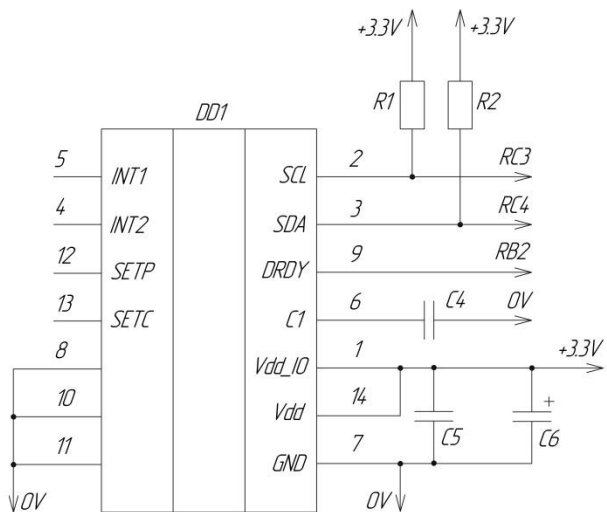 +3.3V
+3.3V
R1
R2
DD1
5
INT1
SCL
2
RC3
4
INT2
SDA
3
RC4
12
SETP
DRDY
9
RB2
13
SETC
C1
6
C4
0V
8
Vdd_IO
1
+3.3V
10
Vdd
14
+
C5
C6
11
GND
7
0V
0V